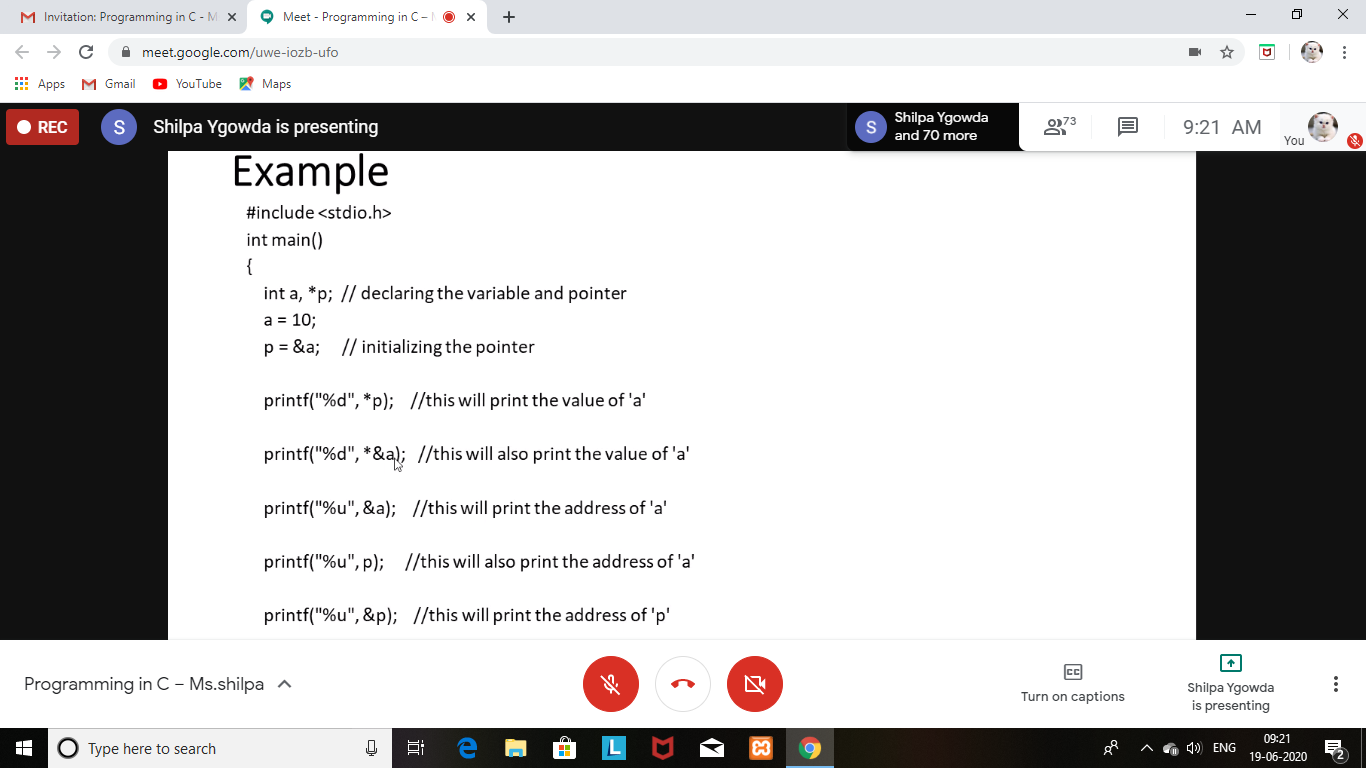 Invitation: Programming in C - M
Meet - Programming in C –
meet.google.com/uwe-iozb-ufo
Apps
Gmail
YouTube
Maps
REC
S
Shilpa Ygowda is presenting
S
Shilpa Ygowda
and 70 more
73
9:21 AM
You
Example
#include <stdio.h>
int main()
{
int a, *p; // declaring the variable and pointer
a = 10;
p = &a; // initializing the pointer
printf("%d", *p); //this will print the value of 'a'
printf("%d", *&a); //this will also print the value of 'a'
printf("%u", &a); //this will print the address of 'a'
printf("%u", p); //this will also print the address of 'a'
printf("%u", &p); //this will print the address of 'p'
Programming in C – Ms.shilpa
Turn on captions
Shilpa Ygowda
is presenting
Type here to search
L
ENG
09:21
19-06-2020
2